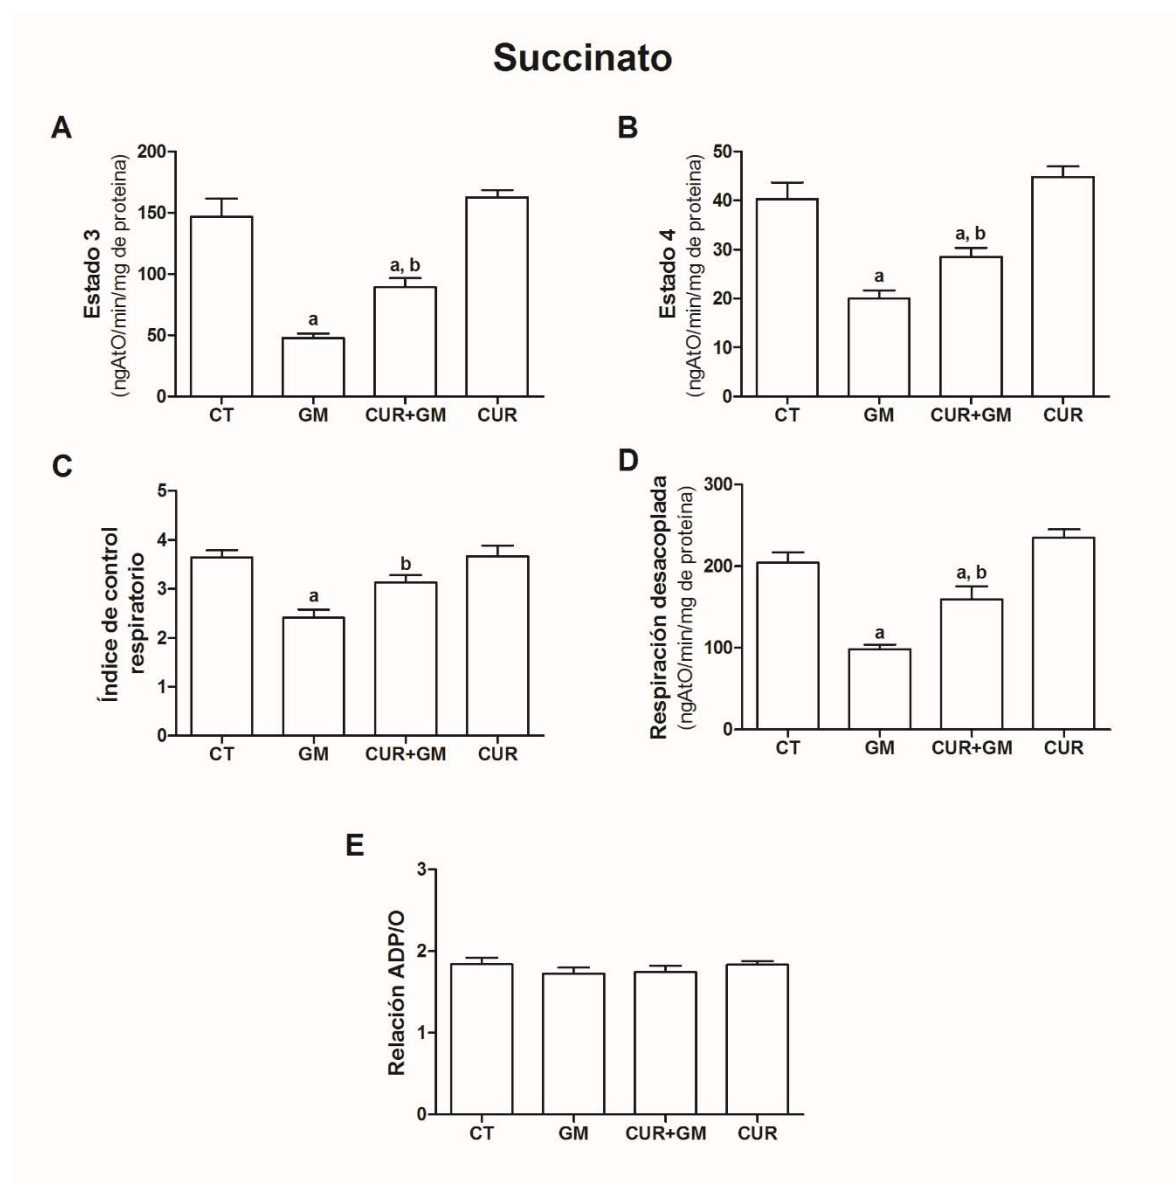 Succinato
A
Estado 3
(ngAtO/min/mg de proteina)
200
150
100
50
0
a
a, b
CT GM CUR+GM CUR
B
Estado 4
(ngAtO/min/mg de proteina)
50
40
30
20
10
0
a
a, b
CT GM CUR+GM CUR
C
Índice de control
respiratorio
5
4
3
2
1
0
a
b
CT GM CUR+GM CUR
D
Respiración desacoplada
(ngAtO/min/mg de proteína)
300
200
100
0
a
a, b
CT GM CUR+GM CUR
E
Relación ADP/O
3
2
1
0
CT GM CUR+GM CUR